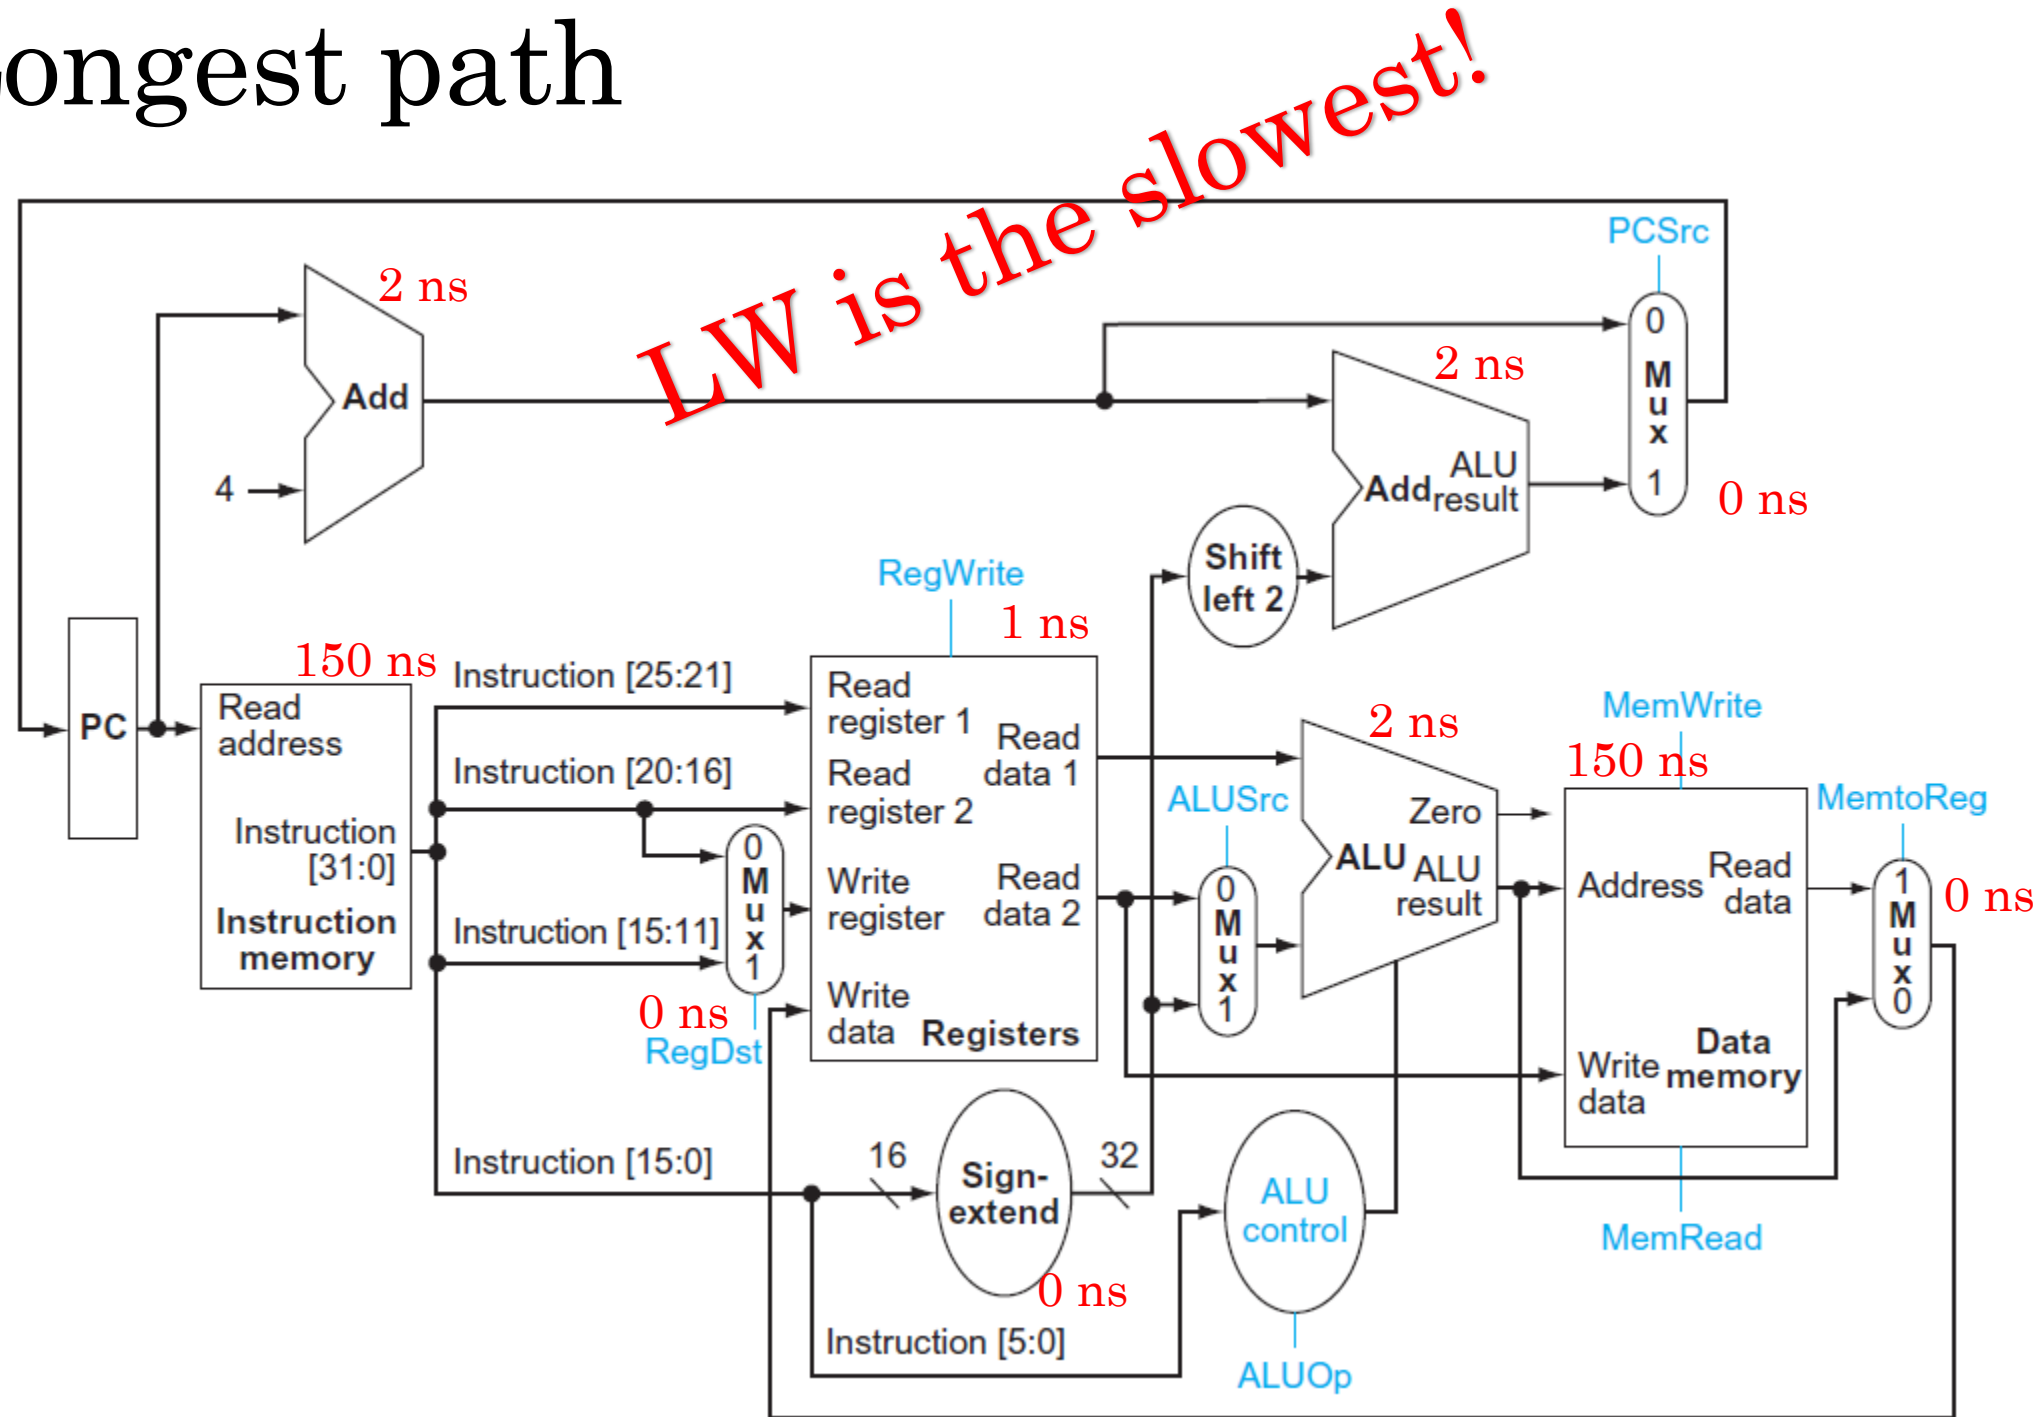 ongest path
LW is the slowest!
PCSrc
2 ns
Add
4
0
M
u
x
1
0 ns
2 ns
Add
ALU
result
Shift
left 2
RegWrite
1 ns
150 ns
PC
Read
address
Instruction
[31:0]
Instruction
memory
Instruction [25:21]
Instruction [20:16]
Instruction [15:11]
Instruction [15:0]
0
M
u
x
1
0 ns
RegDst
Read
register 1
Read
register 2
Write
register
Write
data
Read
data 1
Read
data 2
Registers
ALUSrc
0
M
u
x
1
2 ns
Zero
ALU
ALU
result
MemWrite
150 ns
Address
Read
data
Write
data
Data
memory
MemRead
MemtoReg
1
M
u
x
0
0 ns
16
Sign-
extend
32
0 ns
ALU
control
Instruction [5:0]
ALUOp